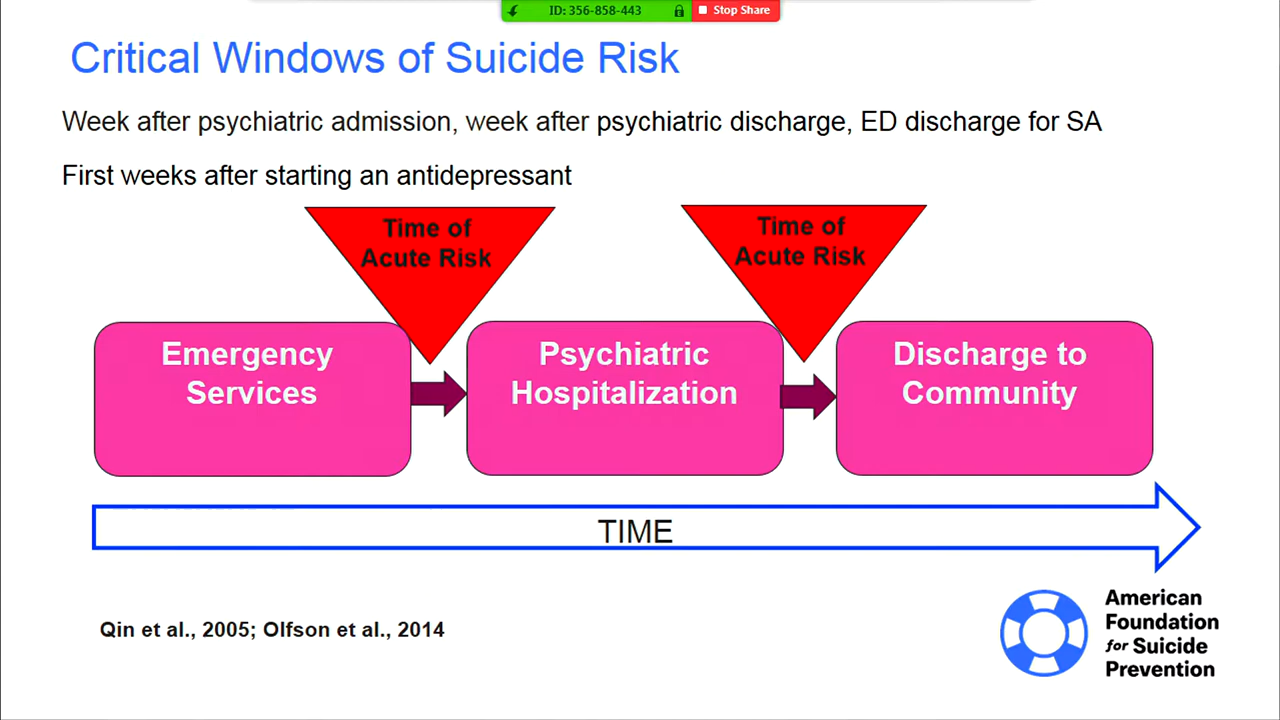 ID: 356-858-443
Stop Share
Critical Windows of Suicide Risk
Week after psychiatric admission, week after psychiatric discharge, ED discharge for SA
First weeks after starting an antidepressant
Time of
Acute Risk
Time of
Acute Risk
Emergency
Services
Psychiatric
Hospitalization
Discharge to
Community
TIME
Qin et al., 2005; Olfson et al., 2014
American
Foundation
for Suicide
Prevention